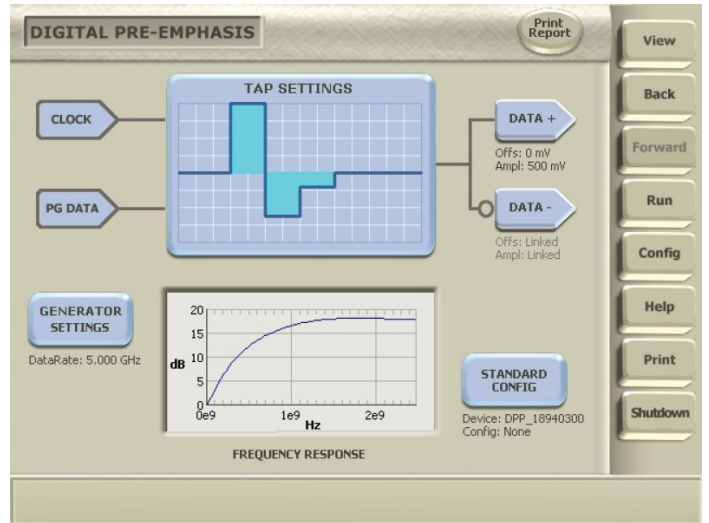 DIGITAL PRE-EMPHASIS
Print
Report
View
Back
Forward
Run
Config
Help
Print
Shutdown
TAP SETTINGS
CLOCK
PG DATA
DATA +
Offs: 0 mV
Ampl: 500 mV
DATA -
Offs: Linked
Ampl: Linked
GENERATOR
SETTINGS
DataRate: 5.000 GHz
20
15
dB 10
5
0
0e9 1e9 2e9
Hz
FREQUENCY RESPONSE
STANDARD
CONFIG
Device: DPP_18940300
Config: None